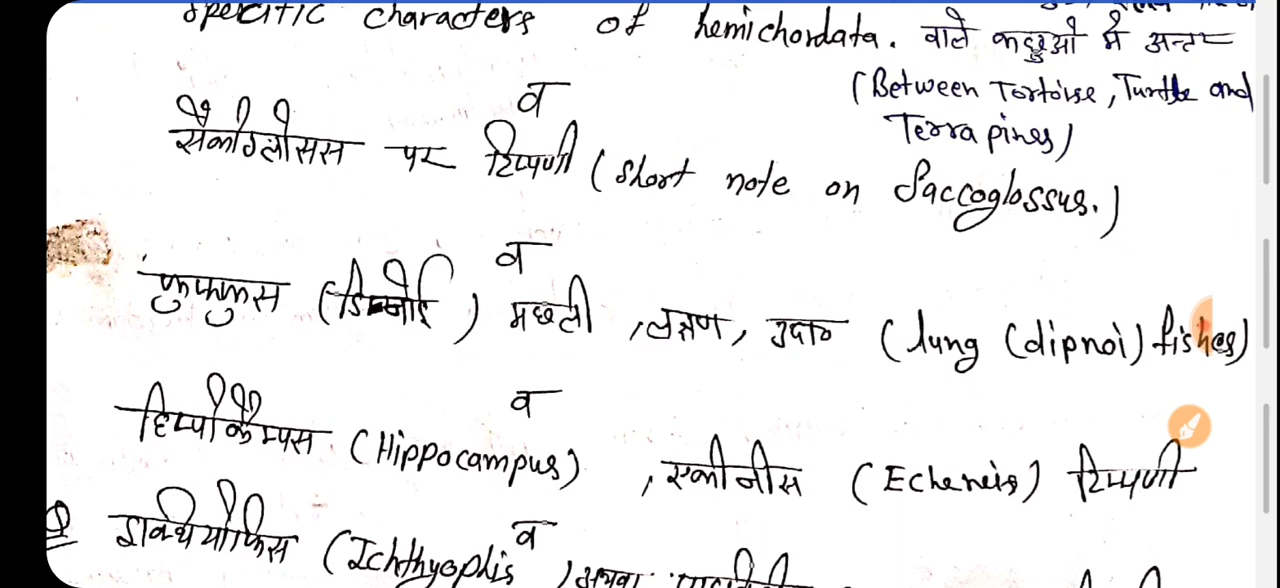 specific characters of hemichordata. वाले कछुओ में अन्तर
(Between Tortoise, Turtle and
Terrapines)
व
सैकोग्लोसस पर टिप्पणी (short note on Saccoglossus.)
व
फुफ्फुस (डिप्नोई) मछली, लक्षण, उदा० (lung (dipnoi) fishes)
व
हिप्पोकैम्पस (Hippocampus), एकीनीस (Echeneis) टिप्पणी
व
इक्थियोफिस (Ichthyophis) अथवा